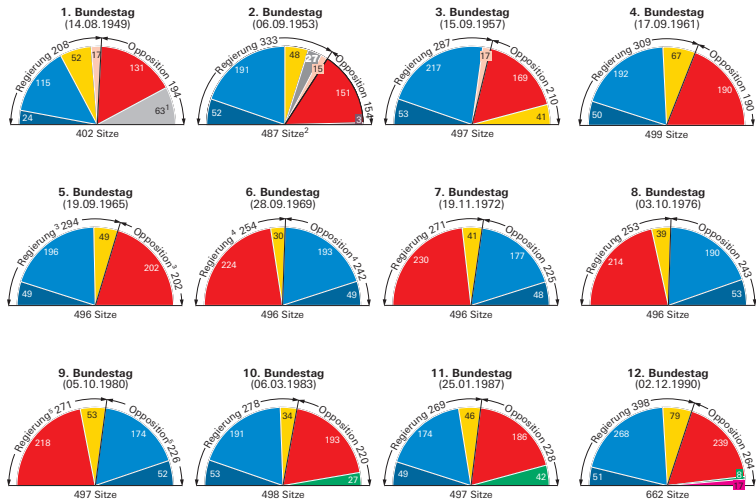 1. Bundestag
(14.08.1949)
Regierung 208
Opposition 194
24
115
52
17
131
63¹
402 Sitze
2. Bundestag
(06.09.1953)
Regierung 333
Opposition 154
52
191
48
27
15
151
3
487 Sitze²
3. Bundestag
(15.09.1957)
Regierung 287
Opposition 210
53
217
17
169
41
497 Sitze
4. Bundestag
(17.09.1961)
Regierung 309
Opposition 190
50
192
67
190
499 Sitze
5. Bundestag
(19.09.1965)
Regierung³ 294
Opposition³ 202
49
196
49
202
496 Sitze
6. Bundestag
(28.09.1969)
Regierung⁴ 254
Opposition⁴ 242
224
30
193
49
496 Sitze
7. Bundestag
(19.11.1972)
Regierung 271
Opposition 225
230
41
177
48
496 Sitze
8. Bundestag
(03.10.1976)
Regierung 253
Opposition 243
214
39
190
53
496 Sitze
9. Bundestag
(05.10.1980)
Regierung⁵ 271
Opposition⁵ 226
218
53
174
52
497 Sitze
10. Bundestag
(06.03.1983)
Regierung 278
Opposition 220
53
191
34
193
27
498 Sitze
11. Bundestag
(25.01.1987)
Regierung 269
Opposition 228
49
174
46
186
42
497 Sitze
12. Bundestag
(02.12.1990)
Regierung 398
Opposition 264
51
268
79
239
8
17
662 Sitze